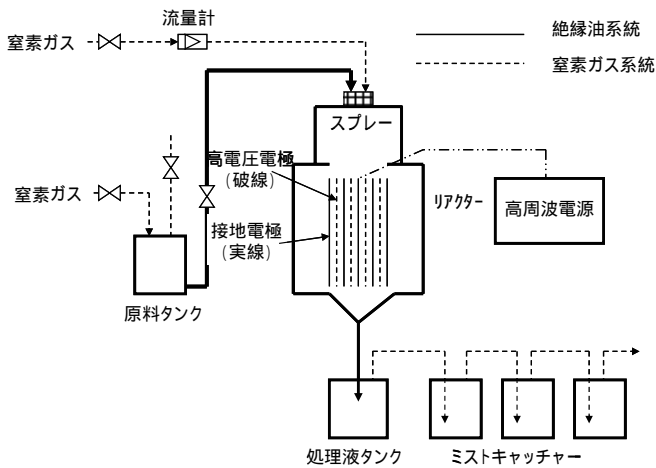 流量計
窒素ガス
絶縁油系統
窒素ガス系統
スプレー
高電圧電極
(破線)
窒素ガス
リアクター
高周波電源
接地電極
(実線)
原料タンク
処理液タンク
ミストキャッチャー